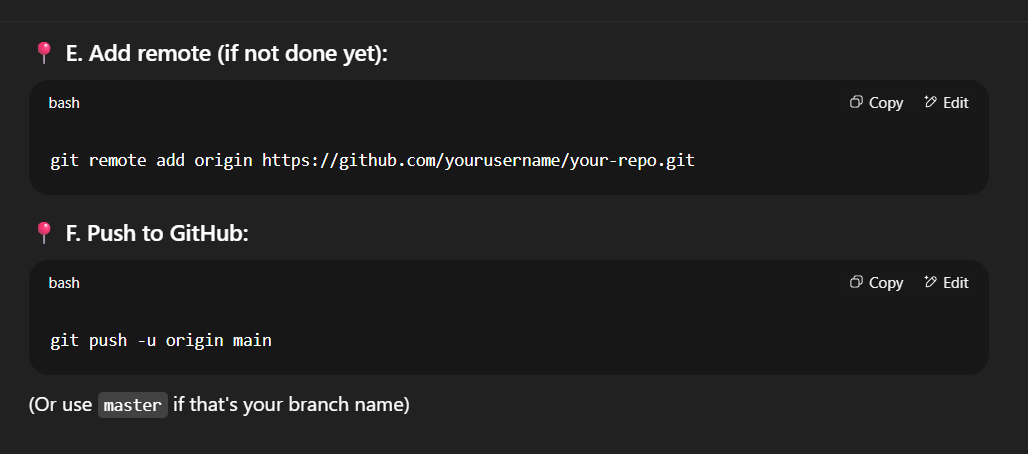 📍 E. Add remote (if not done yet):
bash
Copy
Edit
git remote add origin https://github.com/yourusername/your-repo.git
📍 F. Push to GitHub:
bash
Copy
Edit
git push -u origin main
(Or use master if that's your branch name)